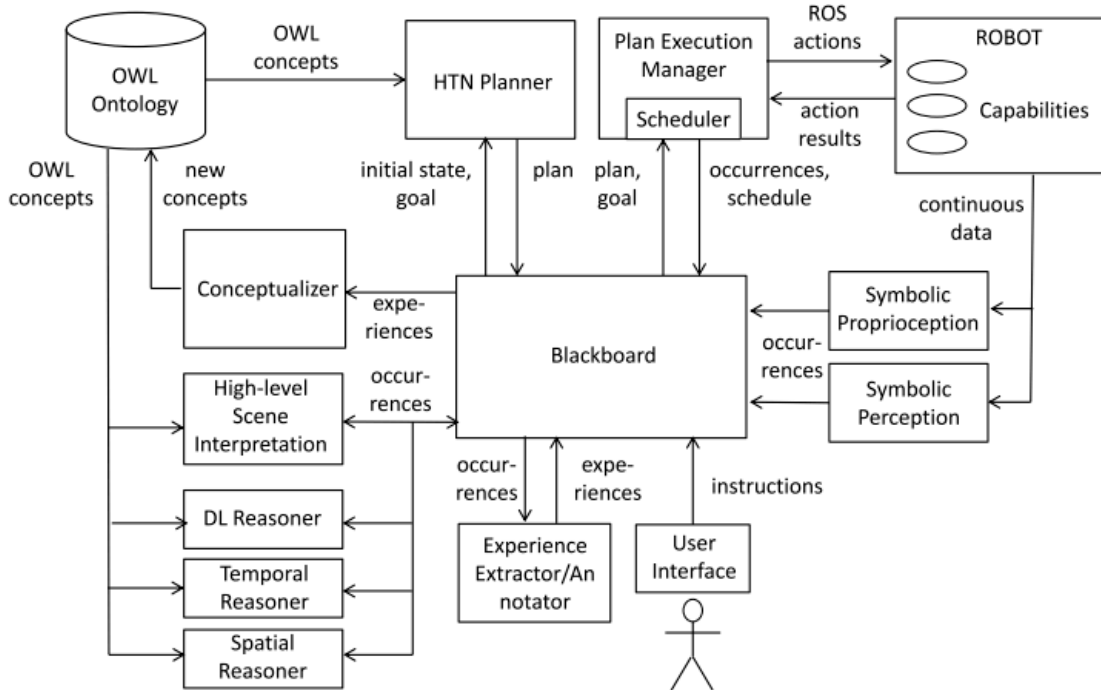 OWL
concepts
OWL
Ontology
HTN Planner
Plan Execution
Manager
Scheduler
ROS
actions
action
results
ROBOT
Capabilities
OWL
concepts
new
concepts
initial state,
goal
plan
plan,
goal
occurrences,
schedule
continuous
data
Conceptualizer
expe-
riences
Blackboard
Symbolic
Proprioception
occur-
rences
Symbolic
Perception
High-level
Scene
Interpretation
occur-
rences
DL Reasoner
Temporal
Reasoner
Spatial
Reasoner
occur-
rences
expe-
riences
instructions
Experience
Extractor/An
notator
User
Interface